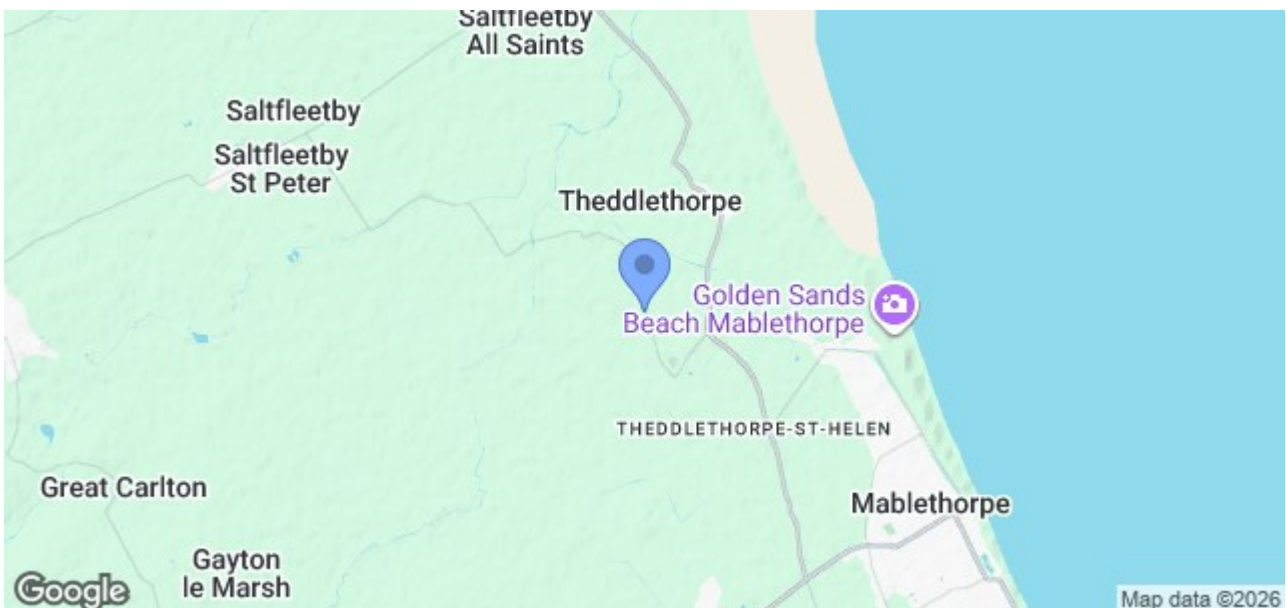 Saltfleetby
All Saints
Saltfleetby
Saltfleetby
St Peter
Theddlethorpe
Golden Sands
Beach Mablethorpe
THEDDLETHORPE-ST-HELEN
Great Carlton
Mablethorpe
Gayton
le Marsh
Google
Map data ©2026